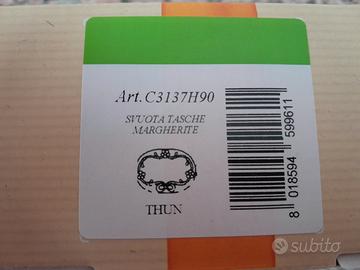 Art. C3137H90
SVUOTA TASCHE
MARGHERITE
THUN
8 018594 599611
subito